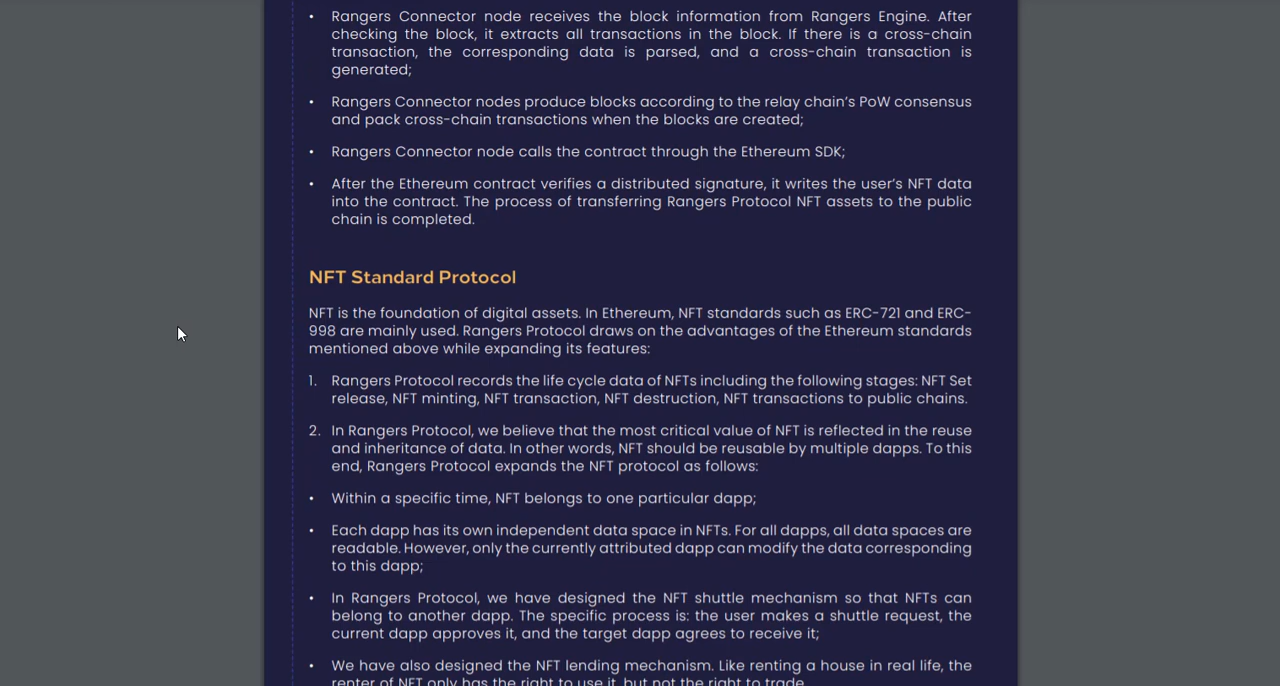 • Rangers Connector node receives the block information from Rangers Engine. After
checking the block, it extracts all transactions in the block. If there is a cross-chain
transaction, the corresponding data is parsed, and a cross-chain transaction is
generated;
• Rangers Connector nodes produce blocks according to the relay chain's PoW consensus
and pack cross-chain transactions when the blocks are created;
• Rangers Connector node calls the contract through the Ethereum SDK;
• After the Ethereum contract verifies a distributed signature, it writes the user's NFT data
into the contract. The process of transferring Rangers Protocol NFT assets to the public
chain is completed.
NFT Standard Protocol
NFT is the foundation of digital assets. In Ethereum, NFT standards such as ERC-721 and ERC-
998 are mainly used. Rangers Protocol draws on the advantages of the Ethereum standards
mentioned above while expanding its features:
1. Rangers Protocol records the life cycle data of NFTs including the following stages: NFT Set
release, NFT minting, NFT transaction, NFT destruction, NFT transactions to public chains.
2. In Rangers Protocol, we believe that the most critical value of NFT is reflected in the reuse
and inheritance of data. In other words, NFT should be reusable by multiple dapps. To this
end, Rangers Protocol expands the NFT protocol as follows:
• Within a specific time, NFT belongs to one particular dapp;
• Each dapp has its own independent data space in NFTs. For all dapps, all data spaces are
readable. However, only the currently attributed dapp can modify the data corresponding
to this dapp;
• In Rangers Protocol, we have designed the NFT shuttle mechanism so that NFTs can
belong to another dapp. The specific process is: the user makes a shuttle request, the
current dapp approves it, and the target dapp agrees to receive it;
• We have also designed the NFT lending mechanism. Like renting a house in real life, the
renter of NFT only has the right to use it, but not the right to trade